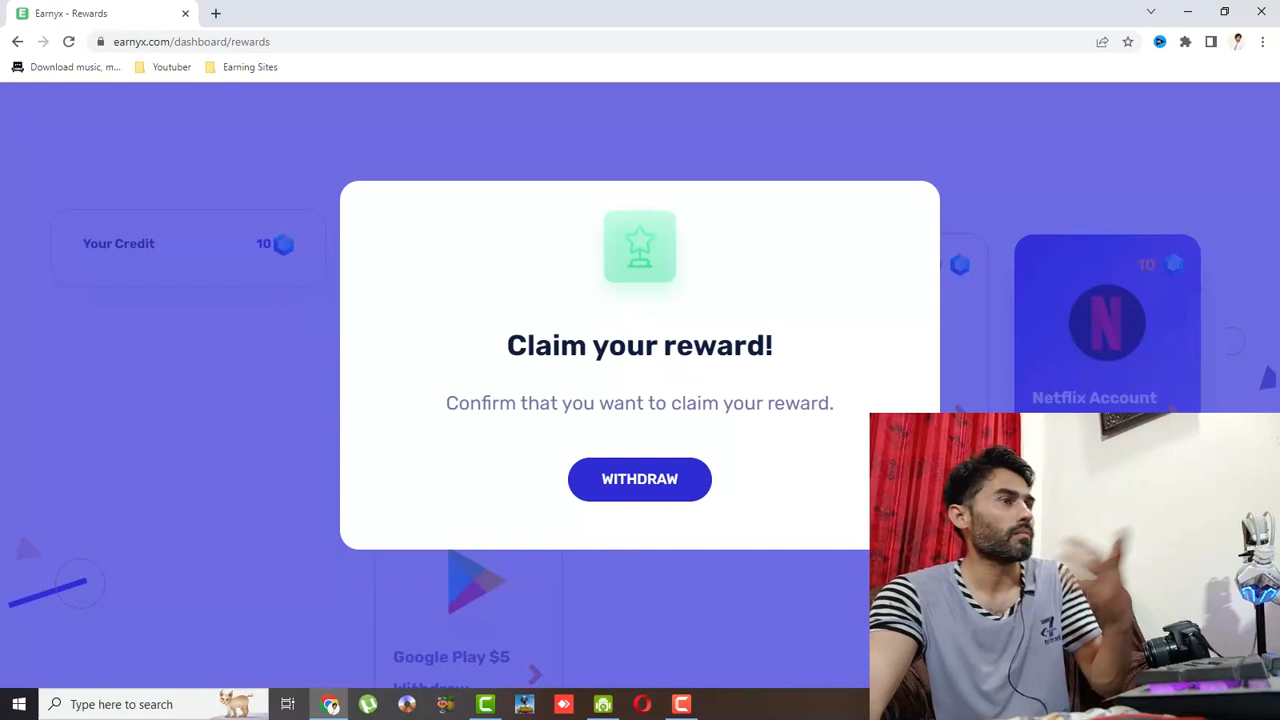 Earnyx - Rewards
earnyx.com/dashboard/rewards
Download music, m...
Youtuber
Earning Sites
Your Credit
10
10
N
Claim your reward!
Confirm that you want to claim your reward.
Netflix Account
WITHDRAW
Google Play $5
Withdraw
Type here to search